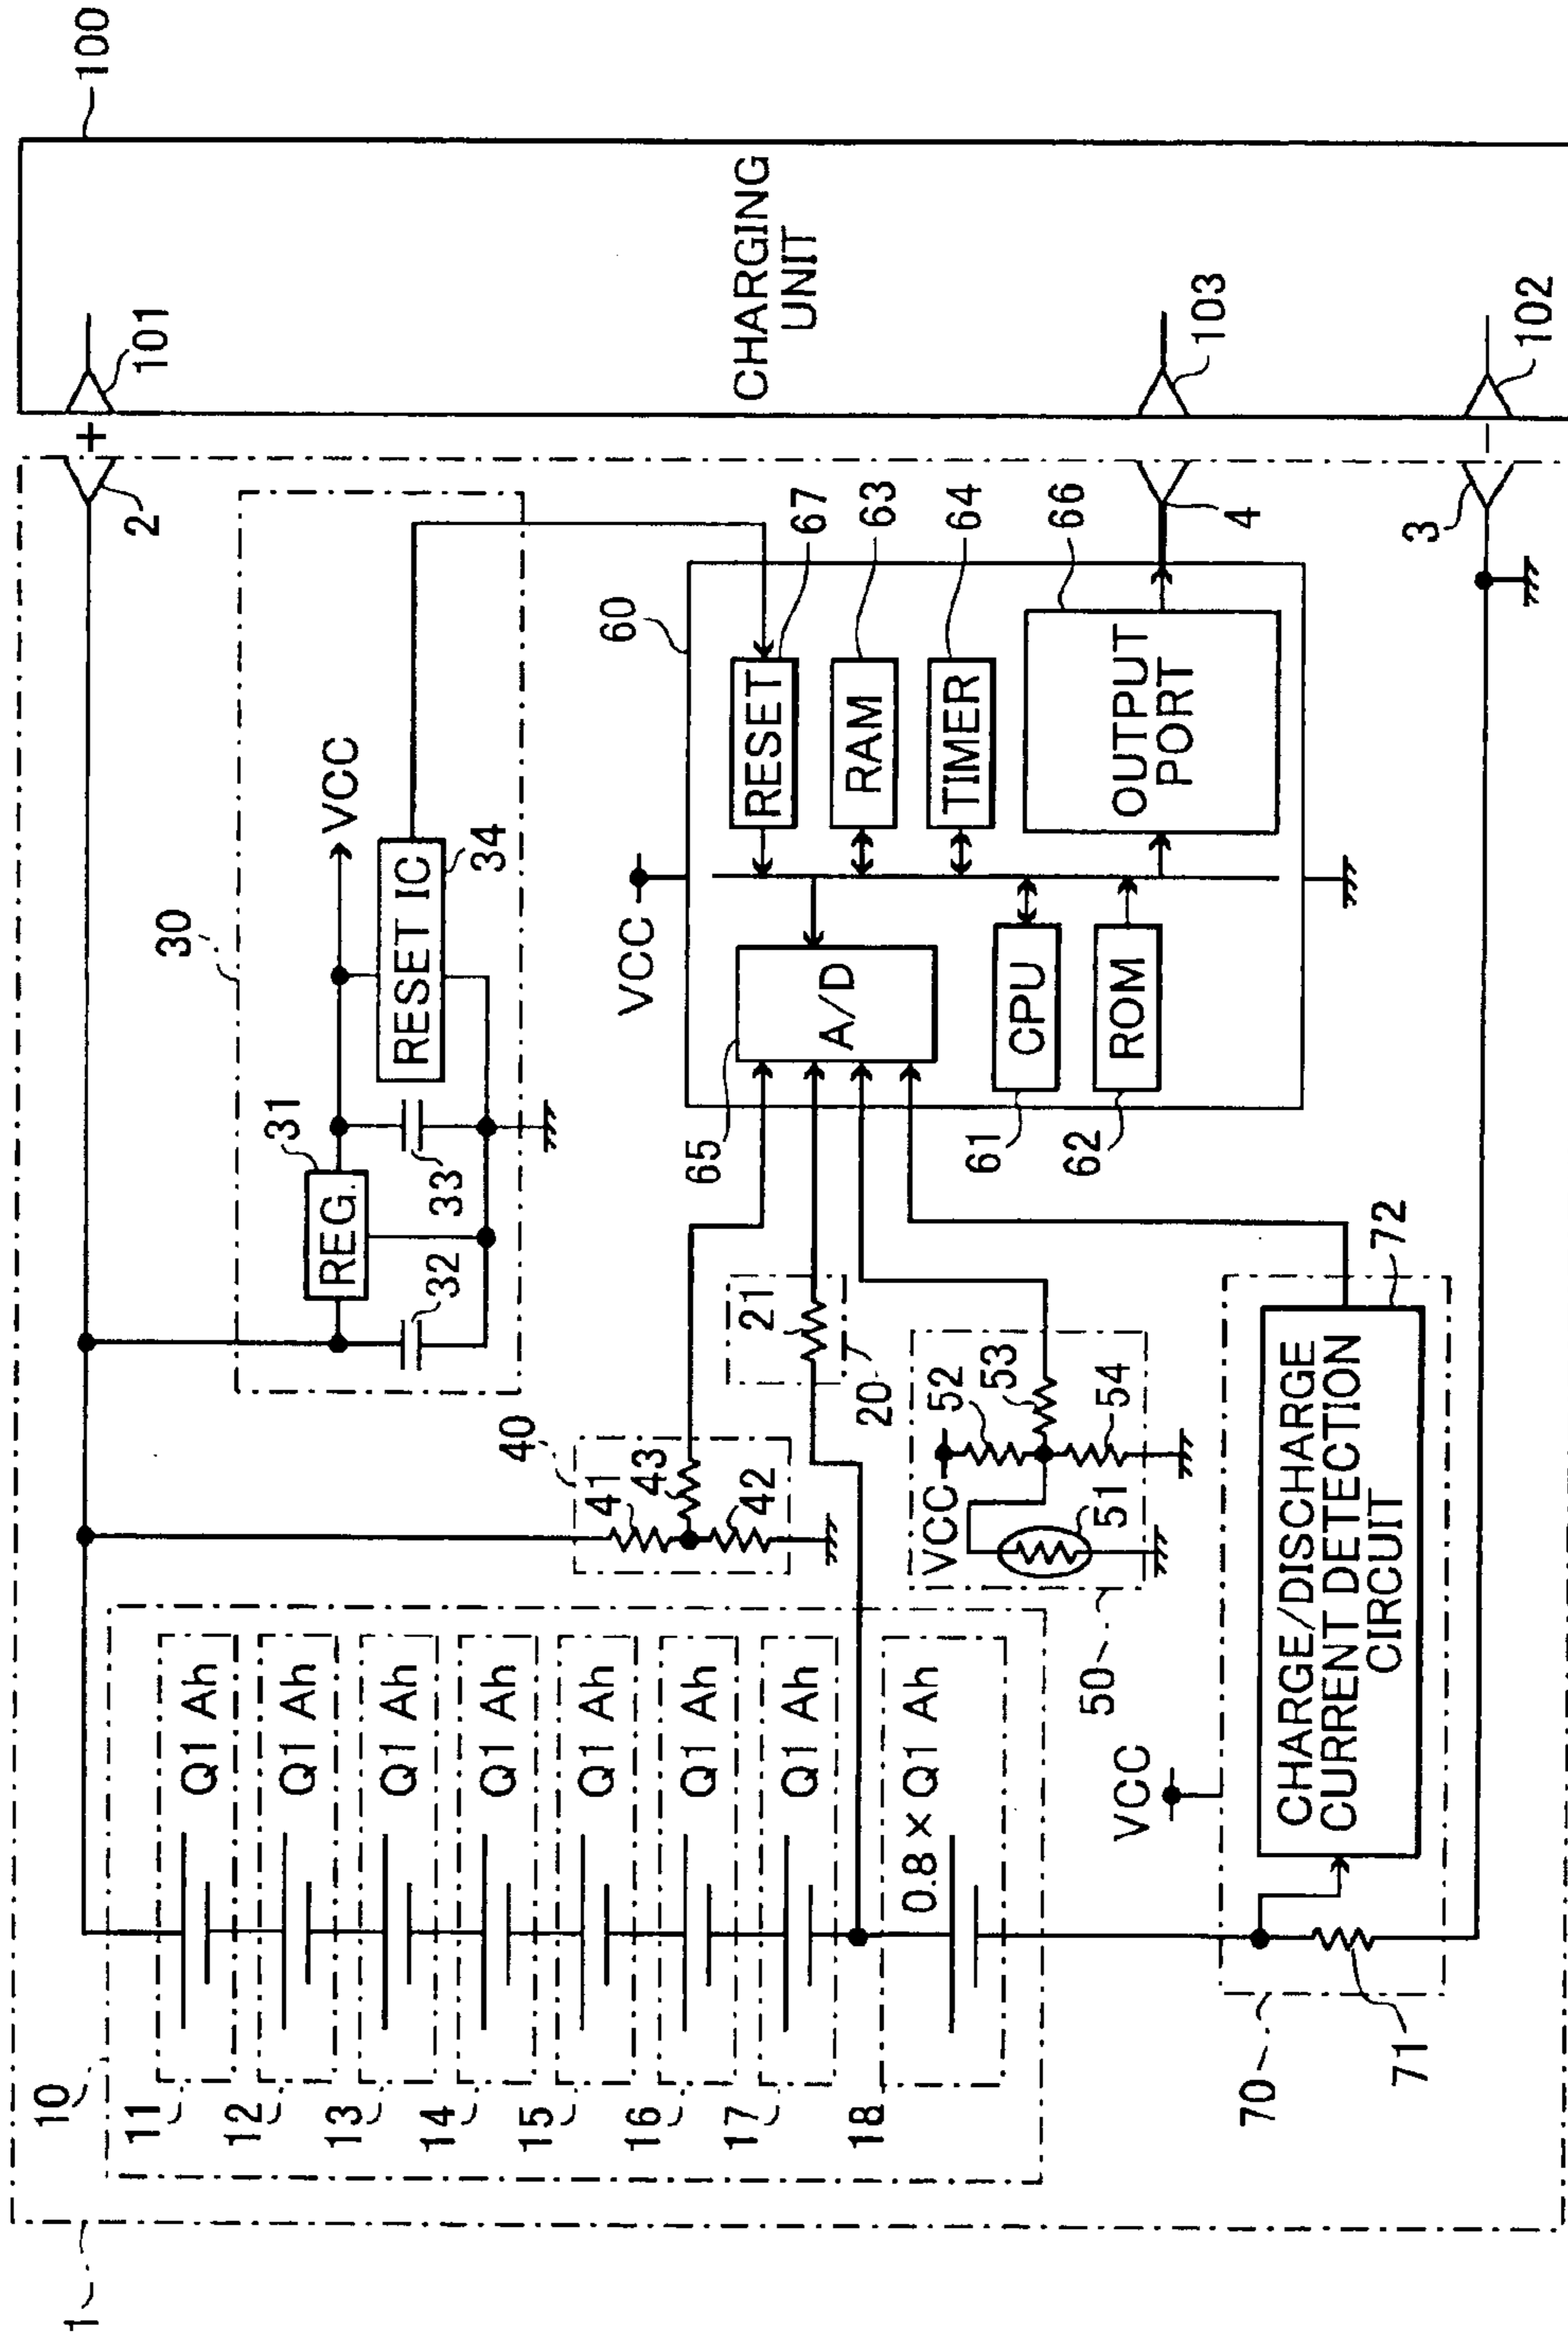 100
101
CHARGING
UNIT
103
102
+
−
2
4
3
30
VCC
RESET IC
34
31
REG.
33
32
60
67
63
64
66
RESET
RAM
TIMER
OUTPUT
PORT
VCC
A/D
CPU
ROM
65
61
62
40
41
43
42
21
20
VCC
52
53
54
51
50
72
VCC
CHARGE/DISCHARGE
CURRENT DETECTION
CIRCUIT
71
70
10
11
Q1 Ah
12
Q1 Ah
13
Q1 Ah
14
Q1 Ah
15
Q1 Ah
16
Q1 Ah
17
Q1 Ah
18
0.8 × Q1 Ah
1